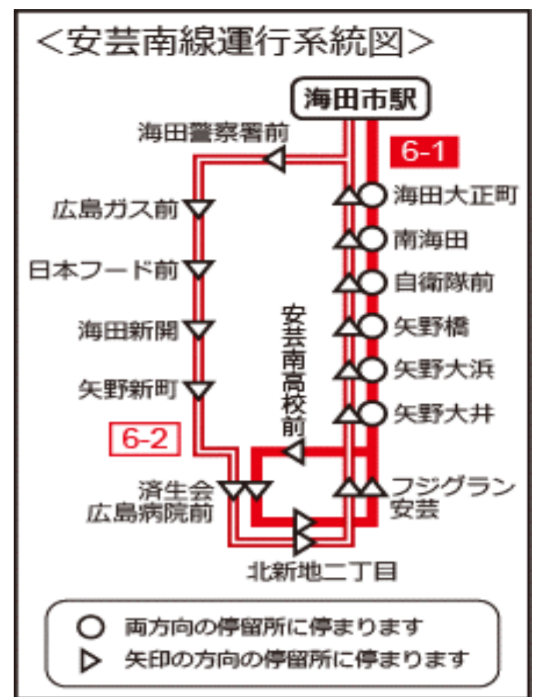 ＜安芸南線運行系統図＞
海田市駅
海田警察署前
6-1
広島ガス前
海田大正町
南海田
日本フード前
自衛隊前
安芸南高校前
海田新開
矢野橋
矢野大浜
矢野新町
矢野大井
6-2
済生会
広島病院前
フジグラン
安芸
北新地二丁目
両方向の停留所に停まります
矢印の方向の停留所に停まります